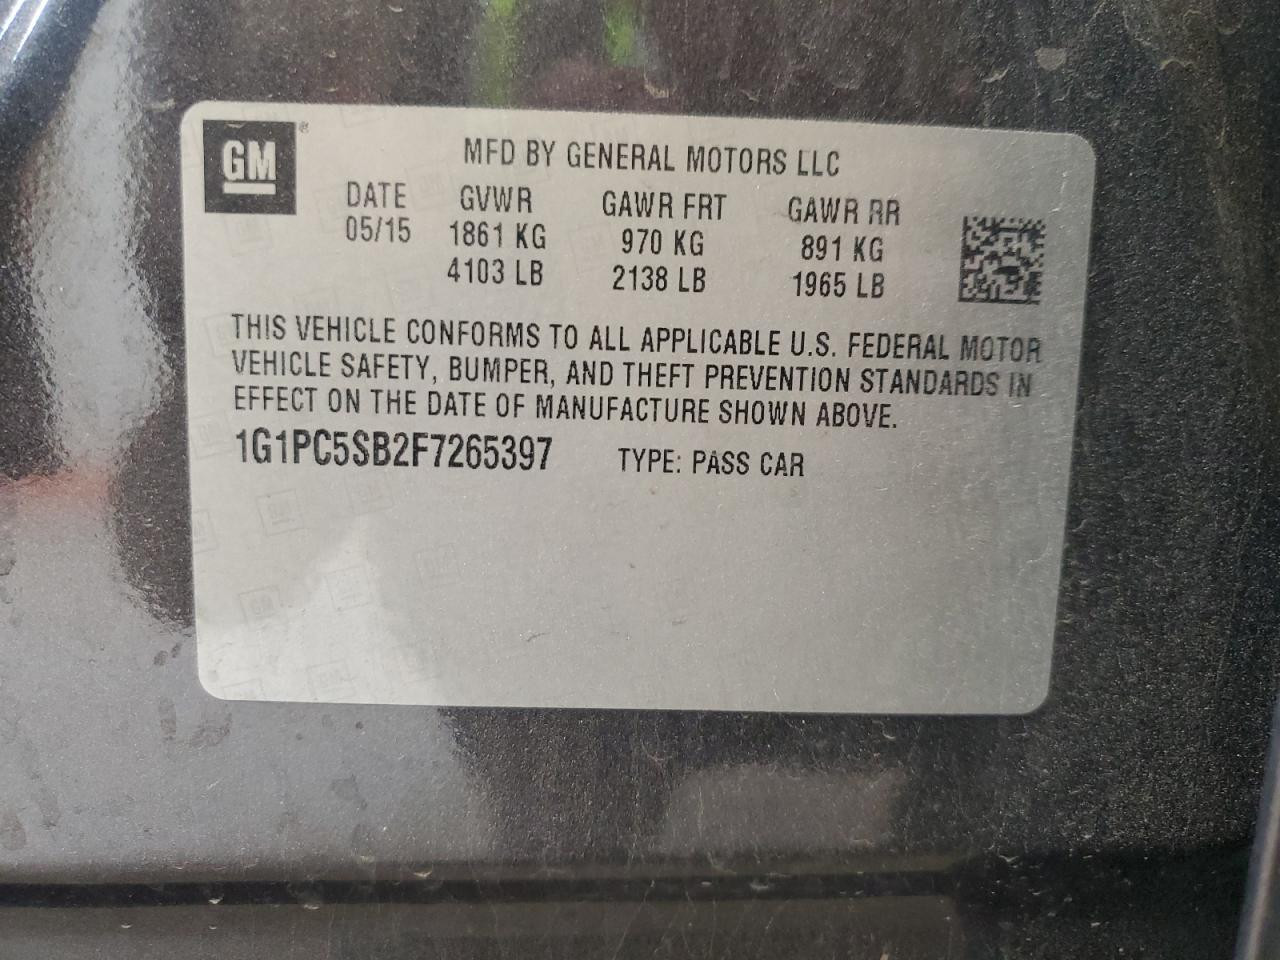 GM
MFD BY GENERAL MOTORS LLC
DATE GVWR GAWR FRT GAWR RR
05/15 1861 KG 970 KG 891 KG
4103 LB 2138 LB 1965 LB
THIS VEHICLE CONFORMS TO ALL APPLICABLE U.S. FEDERAL MOTOR
VEHICLE SAFETY, BUMPER, AND THEFT PREVENTION STANDARDS IN
EFFECT ON THE DATE OF MANUFACTURE SHOWN ABOVE.
1G1PC5SB2F7265397 TYPE: PASS CAR